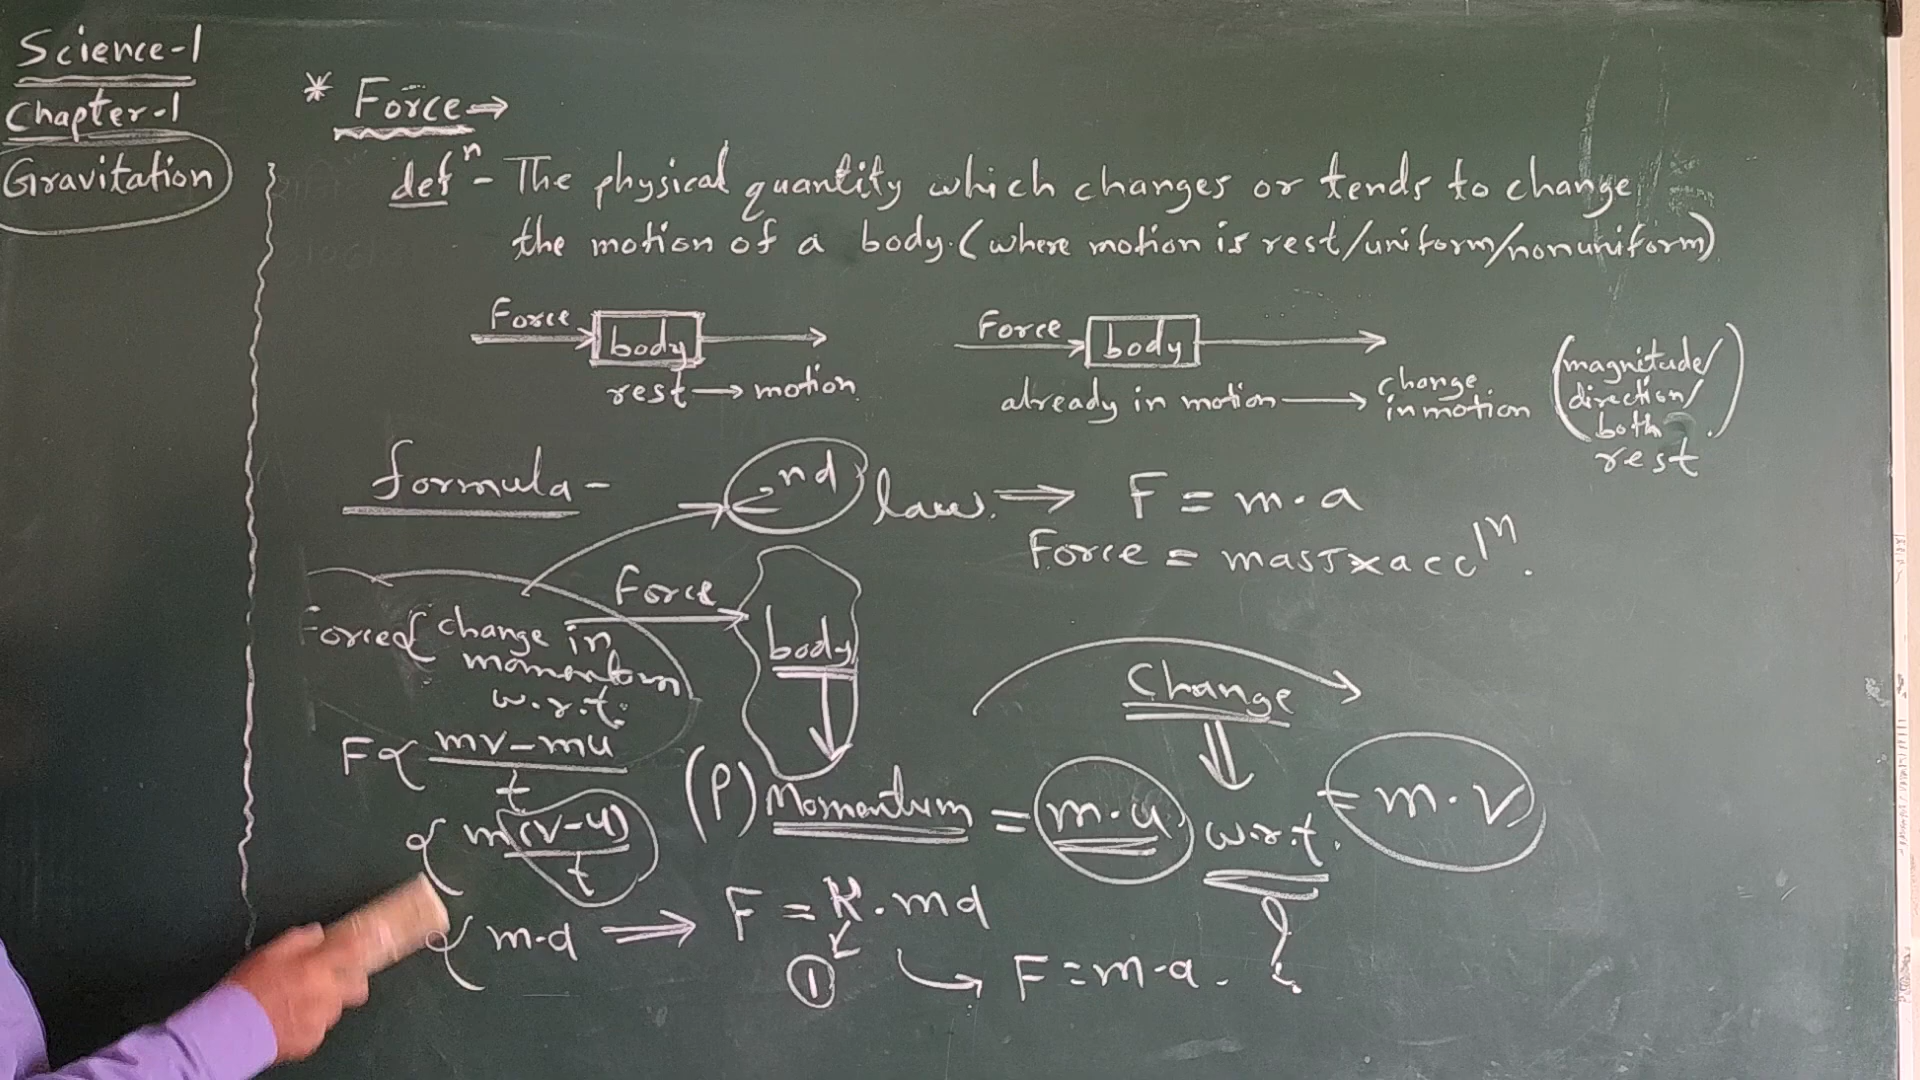 Science-1
Chapter-1
Gravitation
* Force→
defⁿ - The physical quantity which changes or tends to change
the motion of a body. (where motion is rest/uniform/nonuniform)
Force body
rest → motion
Force body
already in motion → change in motion (magnitude/direction/both)
rest
formula - 2nd law. ⇒ F = m·a
Force = mass x accⁿ.
Force ∝ change in
momentum
w.r.t.
Force
body
Change
F ∝ mv-mu / t
(P) Momentum = m·u w.r.t. = m·v
∝ m(v-u) / t
∝ m·a ⇒ F = K·ma
1
F = m·a.